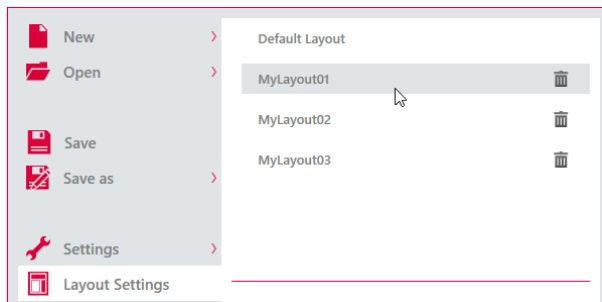 New
Open
Save
Save as
Settings
Layout Settings
Default Layout
MyLayout01
MyLayout02
MyLayout03